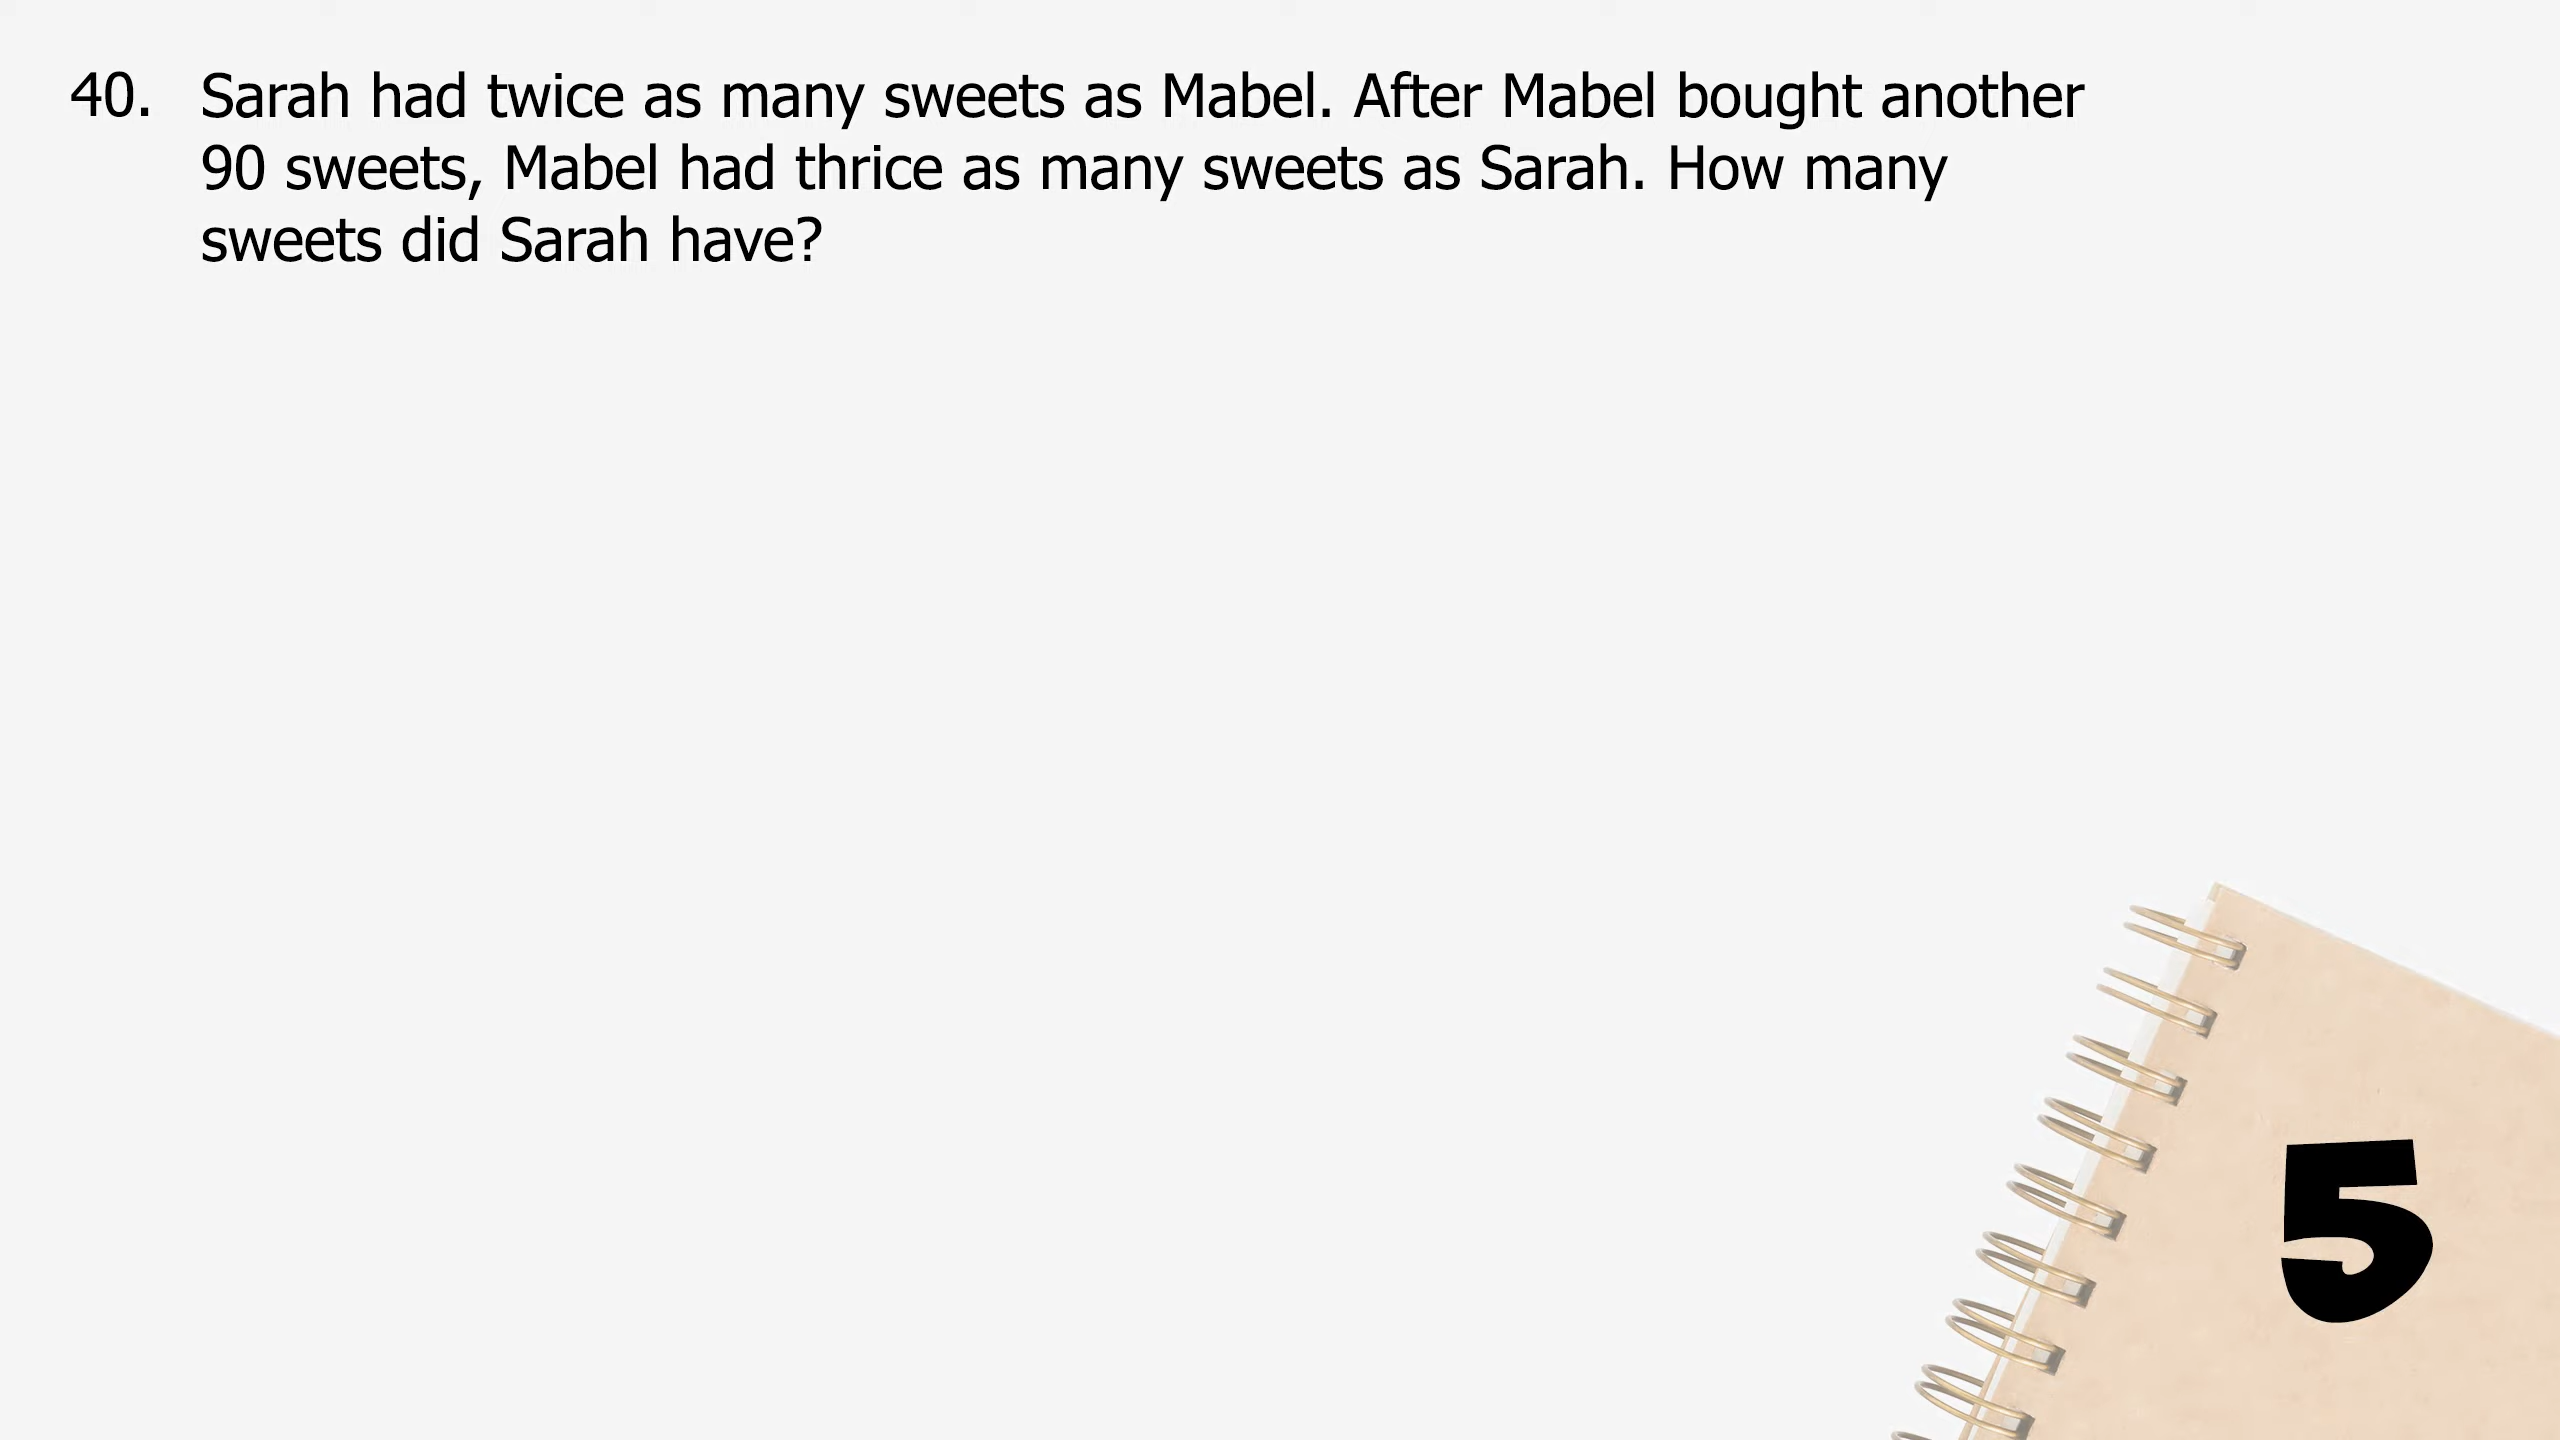 40. Sarah had twice as many sweets as Mabel. After Mabel bought another
90 sweets, Mabel had thrice as many sweets as Sarah. How many
sweets did Sarah have?
5